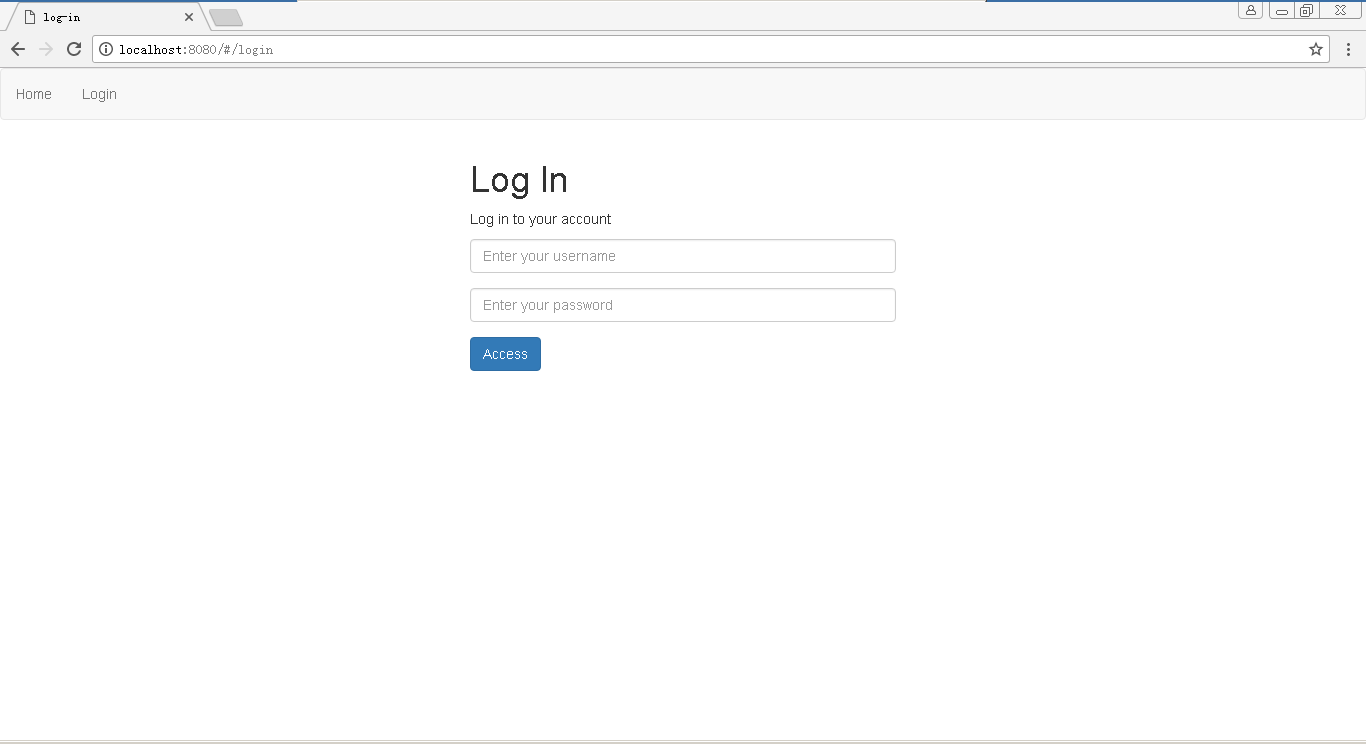 log-in
localhost:8080/#/login
Home Login
Log In
Log in to your account
Enter your username
Enter your password
Access